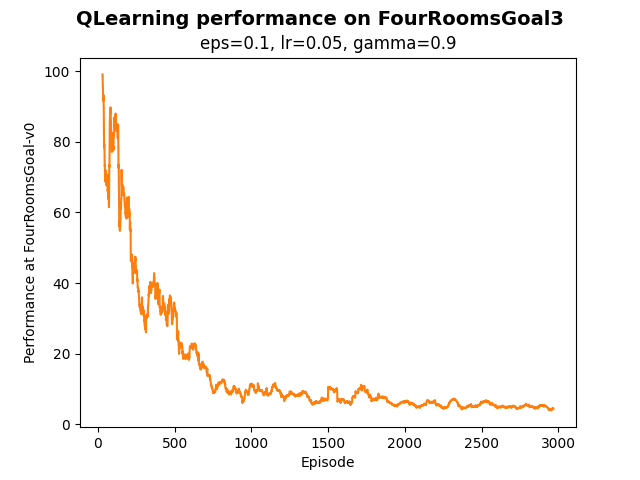 QLearning performance on FourRoomsGoal3
eps=0.1, lr=0.05, gamma=0.9
100
80
60
40
20
0
Performance at FourRoomsGoal-v0
0 500 1000 1500 2000 2500 3000
Episode